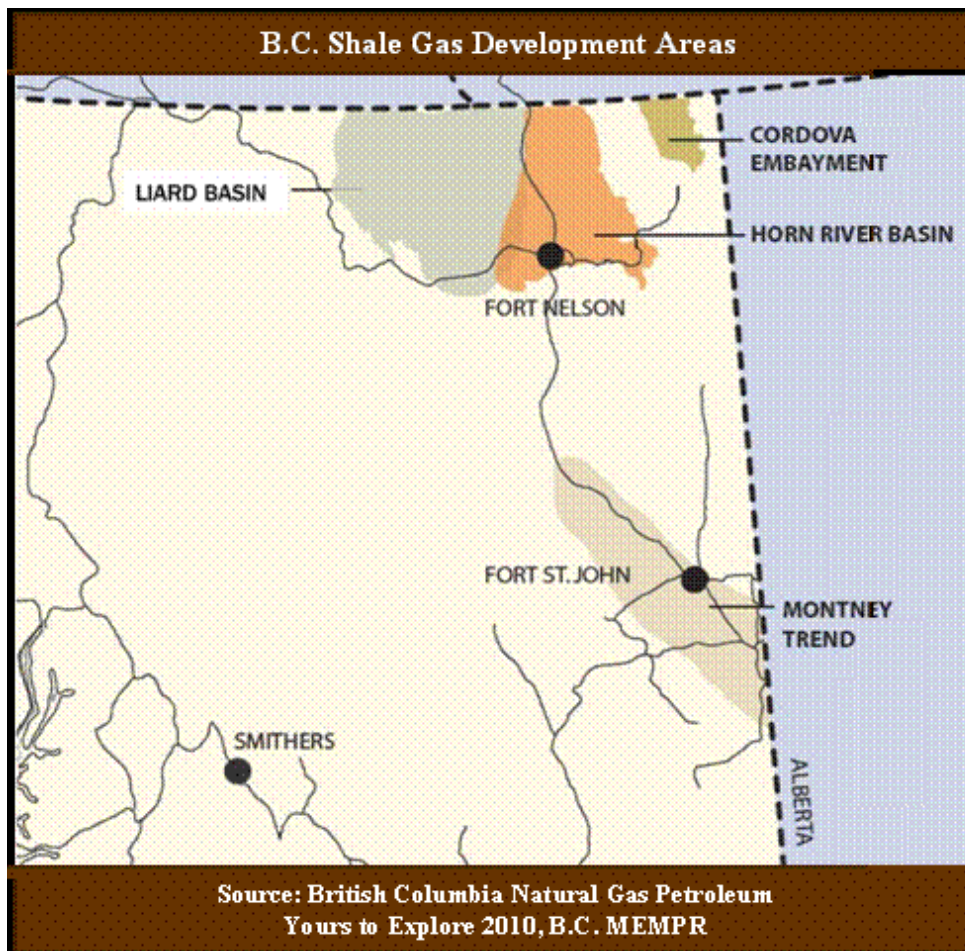 B.C. Shale Gas Development Areas
CORDOVA
EMBAYMENT
LIARD BASIN
HORN RIVER BASIN
FORT NELSON
FORT ST. JOHN
MONTNEY
TREND
SMITHERS
ALBERTA
Source: British Columbia Natural Gas Petroleum
Yours to Explore 2010, B.C. MEMPR